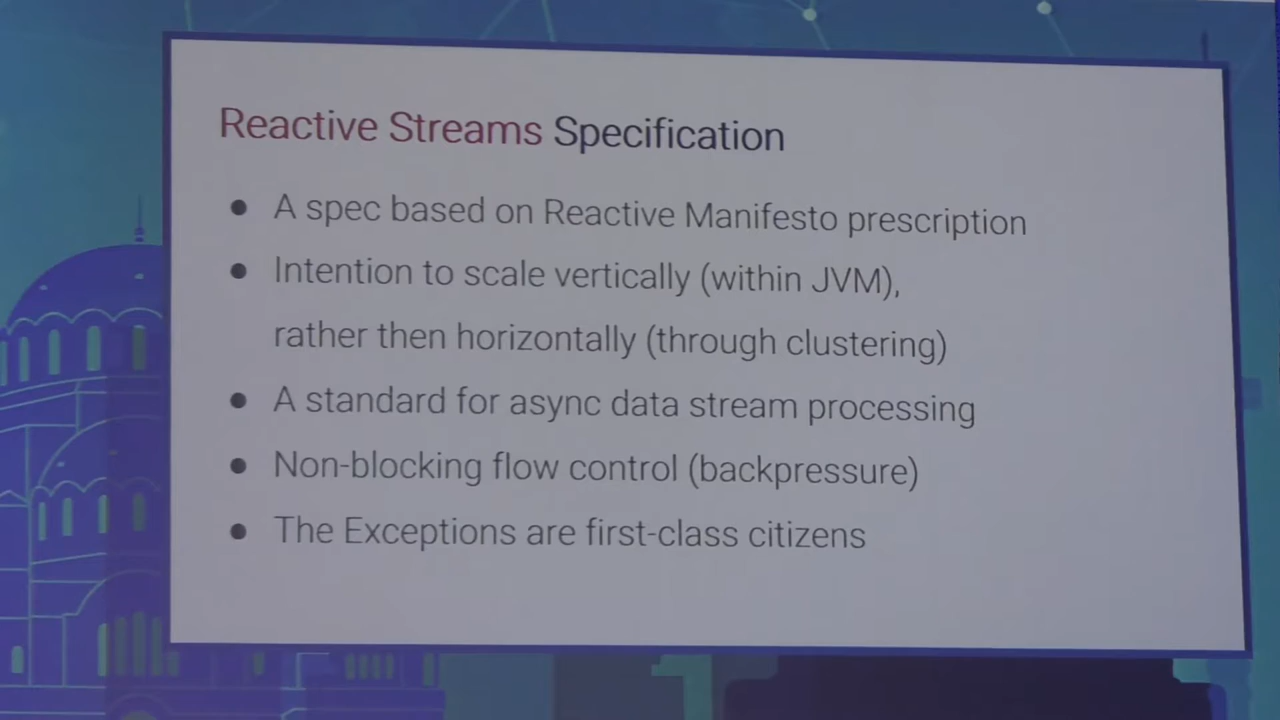 Reactive Streams Specification
● A spec based on Reactive Manifesto prescription
● Intention to scale vertically (within JVM),
rather then horizontally (through clustering)
● A standard for async data stream processing
● Non-blocking flow control (backpressure)
● The Exceptions are first-class citizens